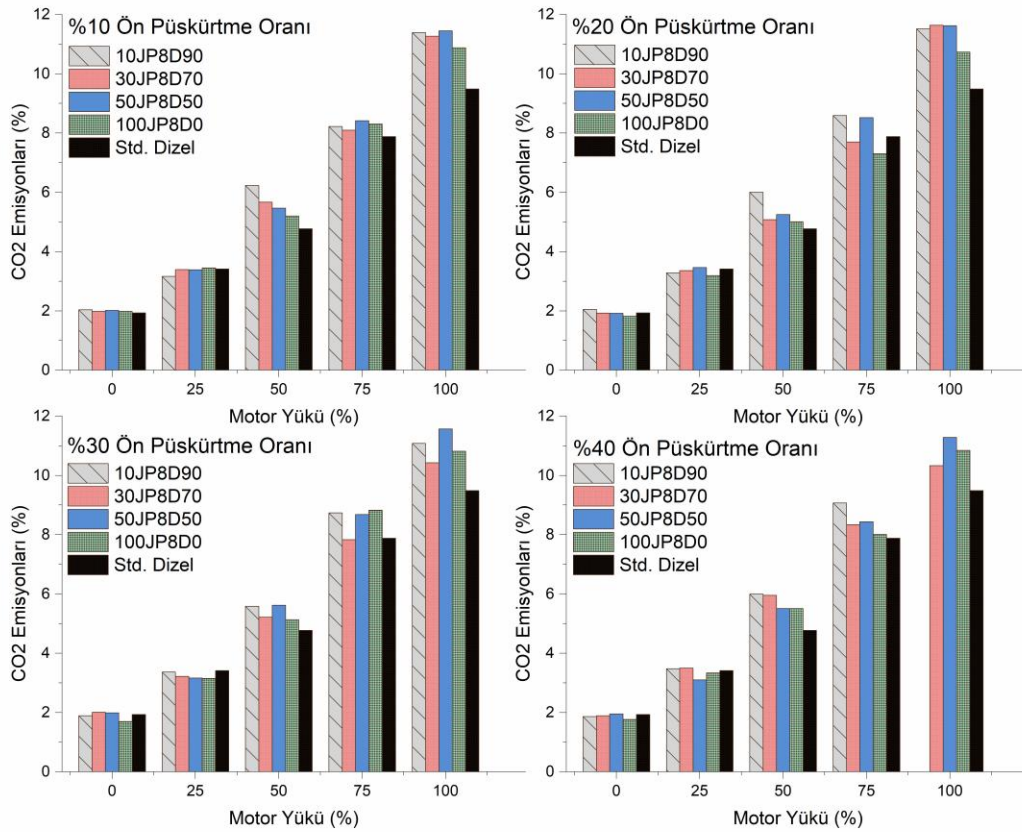 %10 Ön Püskürtme Oranı
10JP8D90
30JP8D70
50JP8D50
100JP8D0
Std. Dizel
CO2 Emisyonları (%)
12
10
8
6
4
2
0
0 25 50 75 100
Motor Yükü (%)
%20 Ön Püskürtme Oranı
10JP8D90
30JP8D70
50JP8D50
100JP8D0
Std. Dizel
CO2 Emisyonları (%)
12
10
8
6
4
2
0
0 25 50 75 100
Motor Yükü (%)
%30 Ön Püskürtme Oranı
10JP8D90
30JP8D70
50JP8D50
100JP8D0
Std. Dizel
CO2 Emisyonları (%)
12
10
8
6
4
2
0
0 25 50 75 100
Motor Yükü (%)
%40 Ön Püskürtme Oranı
10JP8D90
30JP8D70
50JP8D50
100JP8D0
Std. Dizel
CO2 Emisyonları (%)
12
10
8
6
4
2
0
0 25 50 75 100
Motor Yükü (%)